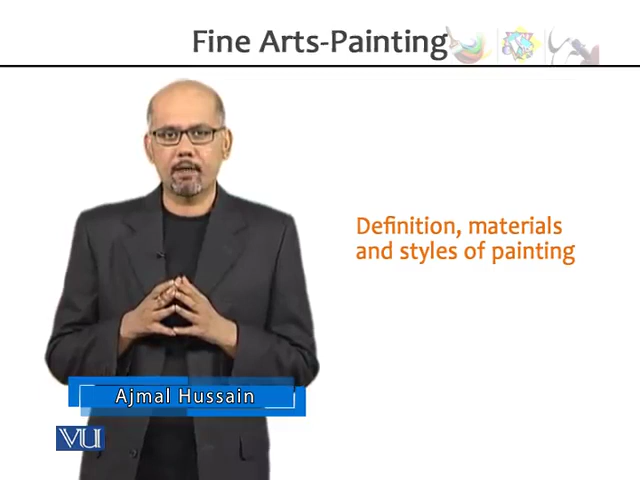 Fine Arts-Painting
Definition, materials
and styles of painting
Ajmal Hussain
VU